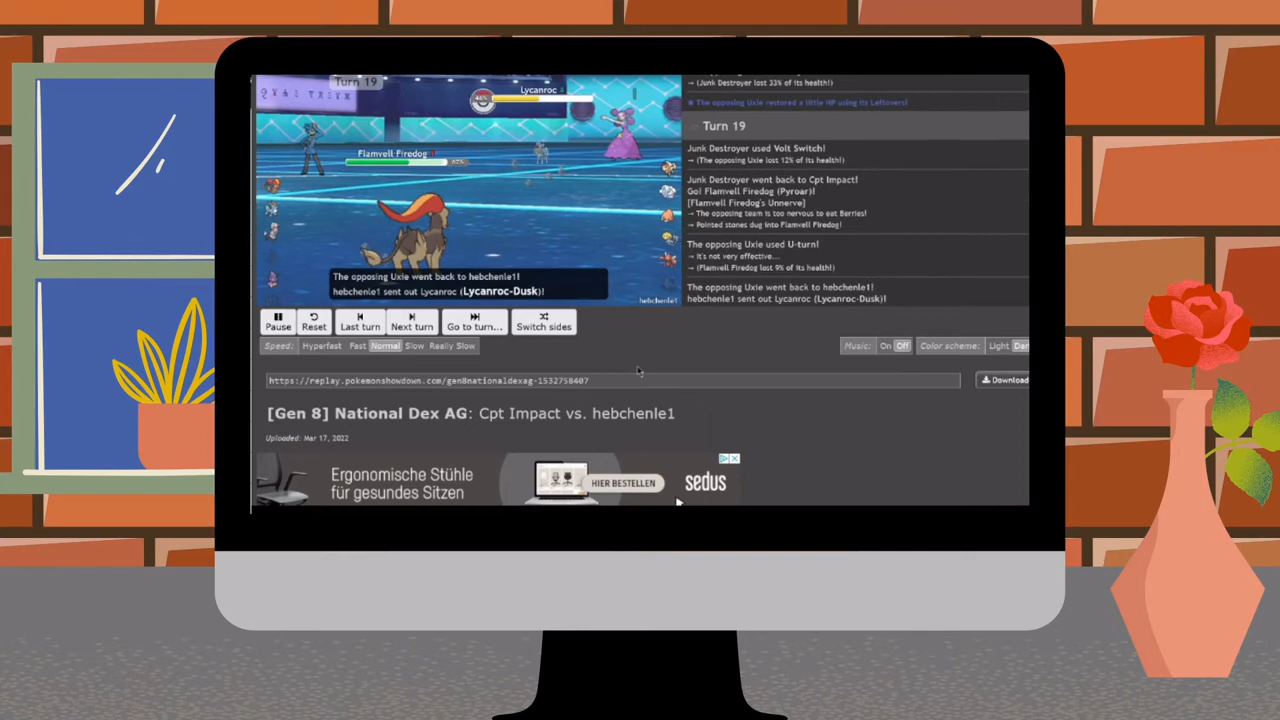 Turn 19
Lycanroc
46%
Flamvell Firedog
The opposing Uxie went back to hebchenle1!
hebchenle1 sent out Lycanroc (Lycanroc-Dusk)!
hebchenle1
→ (Junk Destroyer lost 33% of its health!)
The opposing Uxie restored a little HP using its Leftovers!
Turn 19
Junk Destroyer used Volt Switch!
→ (The opposing Uxie lost 12% of its health!)
Junk Destroyer went back to Cpt Impact!
Go! Flamvell Firedog (Pyroar)!
[Flamvell Firedog's Unnerve]
→ The opposing team is too nervous to eat Berries!
→ Pointed stones dug into Flamvell Firedog!
The opposing Uxie used U-turn!
→ It's not very effective...
→ (Flamvell Firedog lost 9% of its health!)
The opposing Uxie went back to hebchenle1!
hebchenle1 sent out Lycanroc (Lycanroc-Dusk)!
Pause Reset Last turn Next turn Go to turn... Switch sides
Speed: Hyperfast Fast Normal Slow Really Slow
Music: On Off Color scheme: Light Dar
https://replay.pokemonshowdown.com/gen8nationaldexag-1532758407
Download
[Gen 8] National Dex AG: Cpt Impact vs. hebchenle1
Uploaded: Mar 17, 2022
Ergonomische Stühle
für gesundes Sitzen
HIER BESTELLEN
sedus